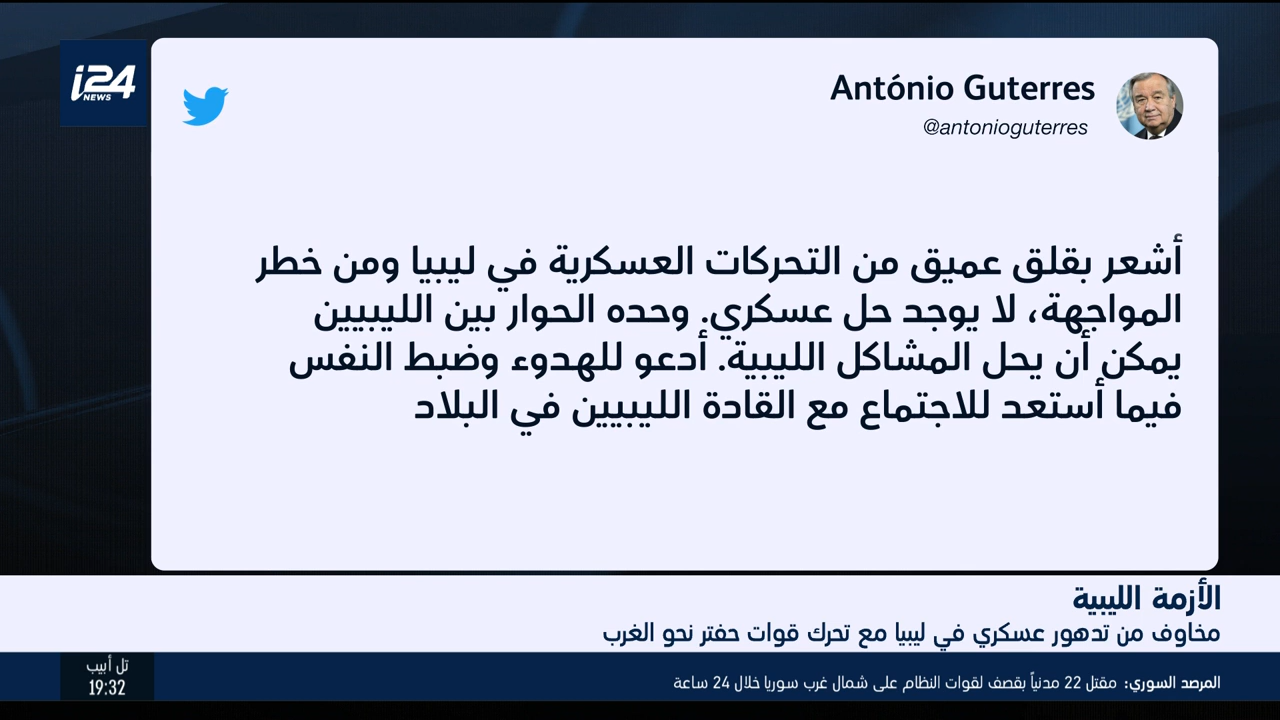 i24
NEWS
António Guterres
@antonioguterres
أشعر بقلق عميق من التحركات العسكرية في ليبيا ومن خطر
المواجهة، لا يوجد حل عسكري. وحده الحوار بين الليبيين
يمكن أن يحل المشاكل الليبية. أدعو للهدوء وضبط النفس
فيما أستعد للاجتماع مع القادة الليبيين في البلاد
الأزمة الليبية
مخاوف من تدهور عسكري في ليبيا مع تحرك قوات حفتر نحو الغرب
المرصد السوري: مقتل 22 مدنياً بقصف لقوات النظام على شمال غرب سوريا خلال 24 ساعة
تل أبيب
19:32